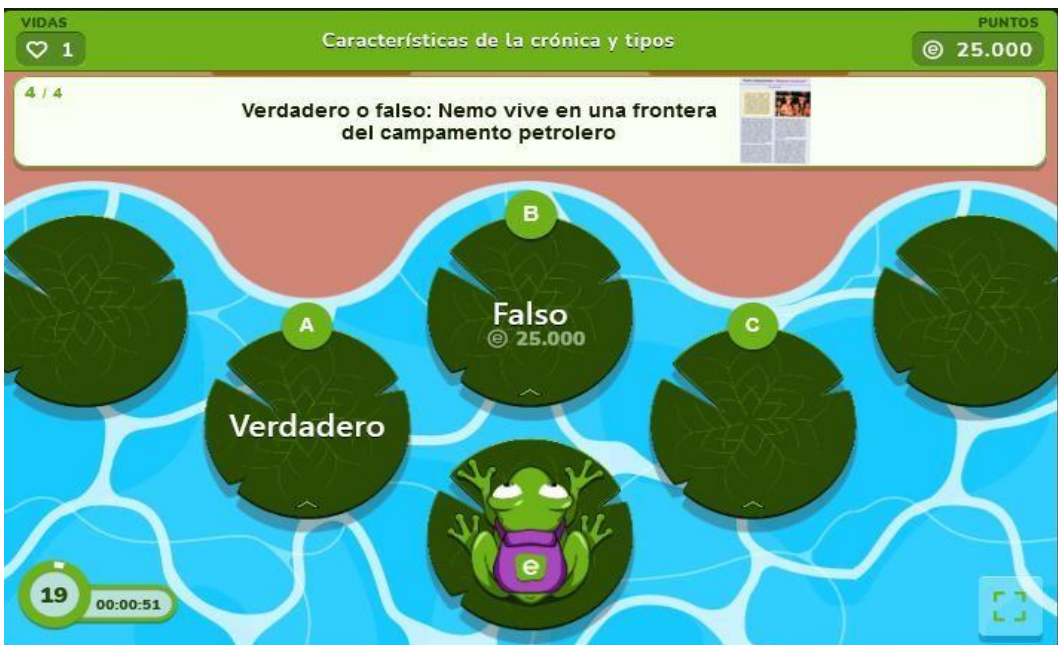 VIDAS
1
Características de la crónica y tipos
PUNTOS
e 25.000
4 / 4
Verdadero o falso: Nemo vive en una frontera
del campamento petrolero
B
Falso
e 25.000
A
Verdadero
C
e
19
00:00:51